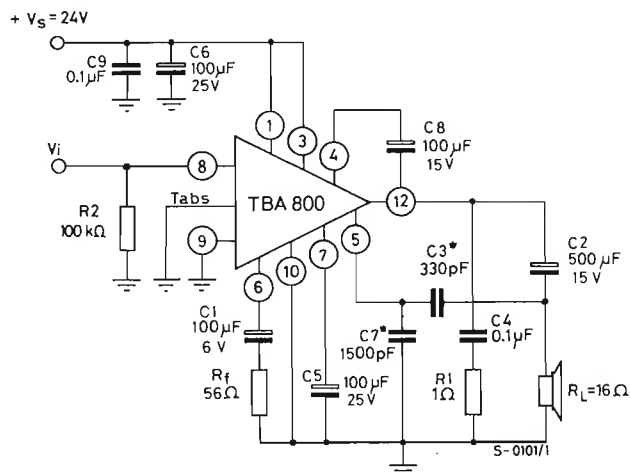 + Vs = 24V
C9
0.1µF
C6
100µF
25V
1
3
4
C8
100µF
15V
Vi
8
Tabs
TBA 800
12
R2
100 kΩ
9
6
10
7
5
C3*
330pF
C2
500µF
15V
C1
100µF
6V
C7*
1500pF
C4
0.1µF
Rf
56Ω
C5
100µF
25V
R1
1Ω
RL=16Ω
S-0101/1